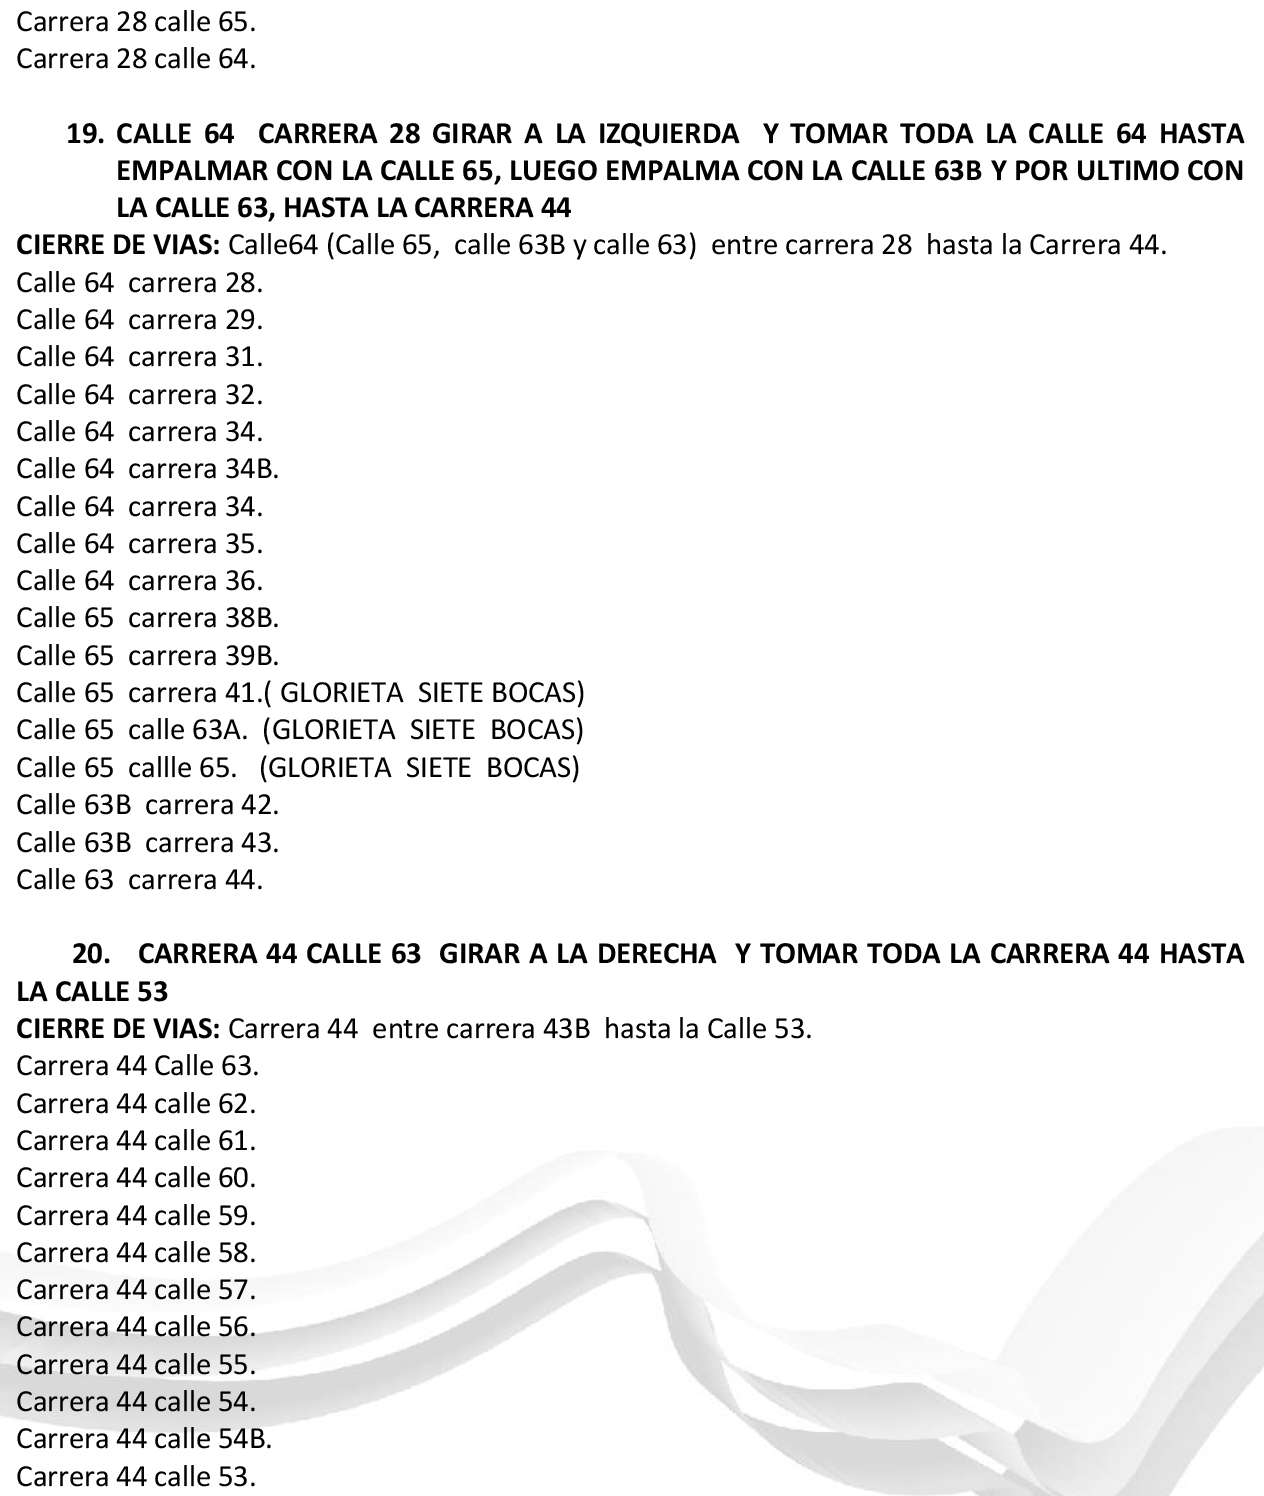 Carrera 28 calle 65.
Carrera 28 calle 64.
19. CALLE 64 CARRERA 28 GIRAR A LA IZQUIERDA Y TOMAR TODA LA CALLE 64 HASTA
EMPALMAR CON LA CALLE 65, LUEGO EMPALMA CON LA CALLE 63B Y POR ULTIMO CON
LA CALLE 63, HASTA LA CARRERA 44
CIERRE DE VIAS: Calle64 (Calle 65, calle 63B y calle 63) entre carrera 28 hasta la Carrera 44.
Calle 64 carrera 28.
Calle 64 carrera 29.
Calle 64 carrera 31.
Calle 64 carrera 32.
Calle 64 carrera 34.
Calle 64 carrera 34B.
Calle 64 carrera 34.
Calle 64 carrera 35.
Calle 64 carrera 36.
Calle 65 carrera 38B.
Calle 65 carrera 39B.
Calle 65 carrera 41.( GLORIETA SIETE BOCAS)
Calle 65 calle 63A. (GLORIETA SIETE BOCAS)
Calle 65 callle 65. (GLORIETA SIETE BOCAS)
Calle 63B carrera 42.
Calle 63B carrera 43.
Calle 63 carrera 44.
20. CARRERA 44 CALLE 63 GIRAR A LA DERECHA Y TOMAR TODA LA CARRERA 44 HASTA
LA CALLE 53
CIERRE DE VIAS: Carrera 44 entre carrera 43B hasta la Calle 53.
Carrera 44 Calle 63.
Carrera 44 calle 62.
Carrera 44 calle 61.
Carrera 44 calle 60.
Carrera 44 calle 59.
Carrera 44 calle 58.
Carrera 44 calle 57.
Carrera 44 calle 56.
Carrera 44 calle 55.
Carrera 44 calle 54.
Carrera 44 calle 54B.
Carrera 44 calle 53.